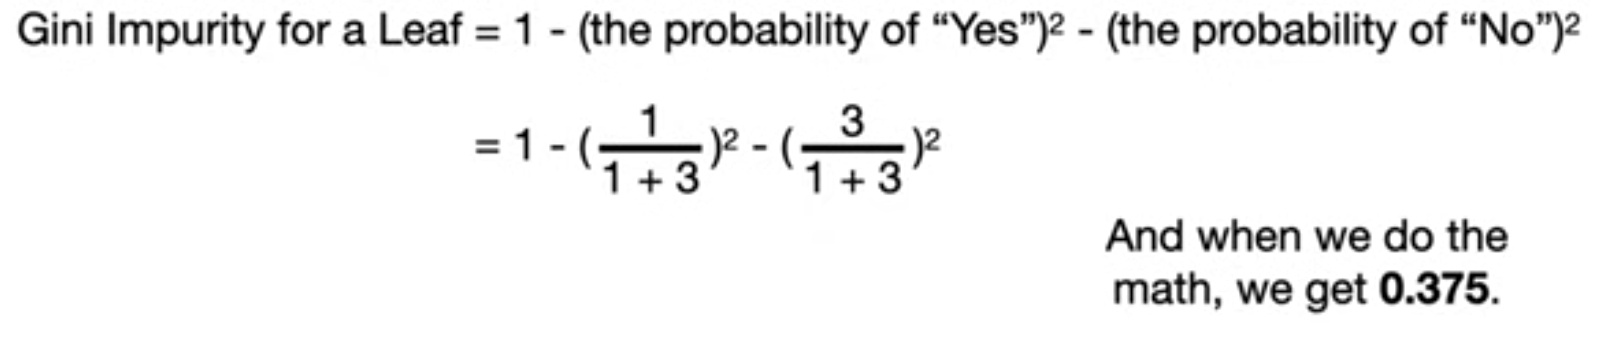 Gini Impurity for a Leaf = 1 - (the probability of “Yes”)² - (the probability of “No”)²
= 1 - (1/(1 + 3))² - (3/(1 + 3))²
And when we do the
math, we get 0.375.